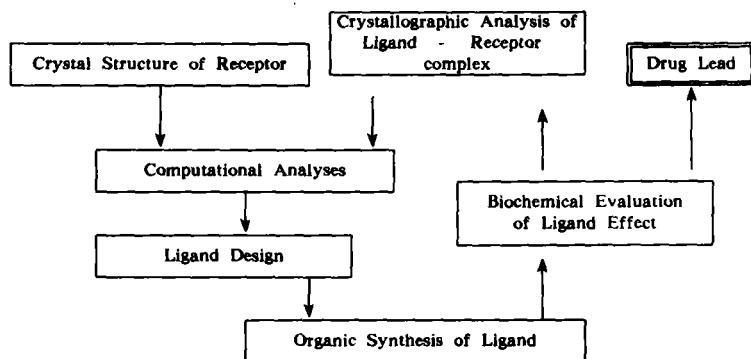 Crystallographic Analysis of
Ligand - Receptor
complex
Crystal Structure of Receptor
Drug Lead
Computational Analyses
Biochemical Evaluation
of Ligand Effect
Ligand Design
Organic Synthesis of Ligand